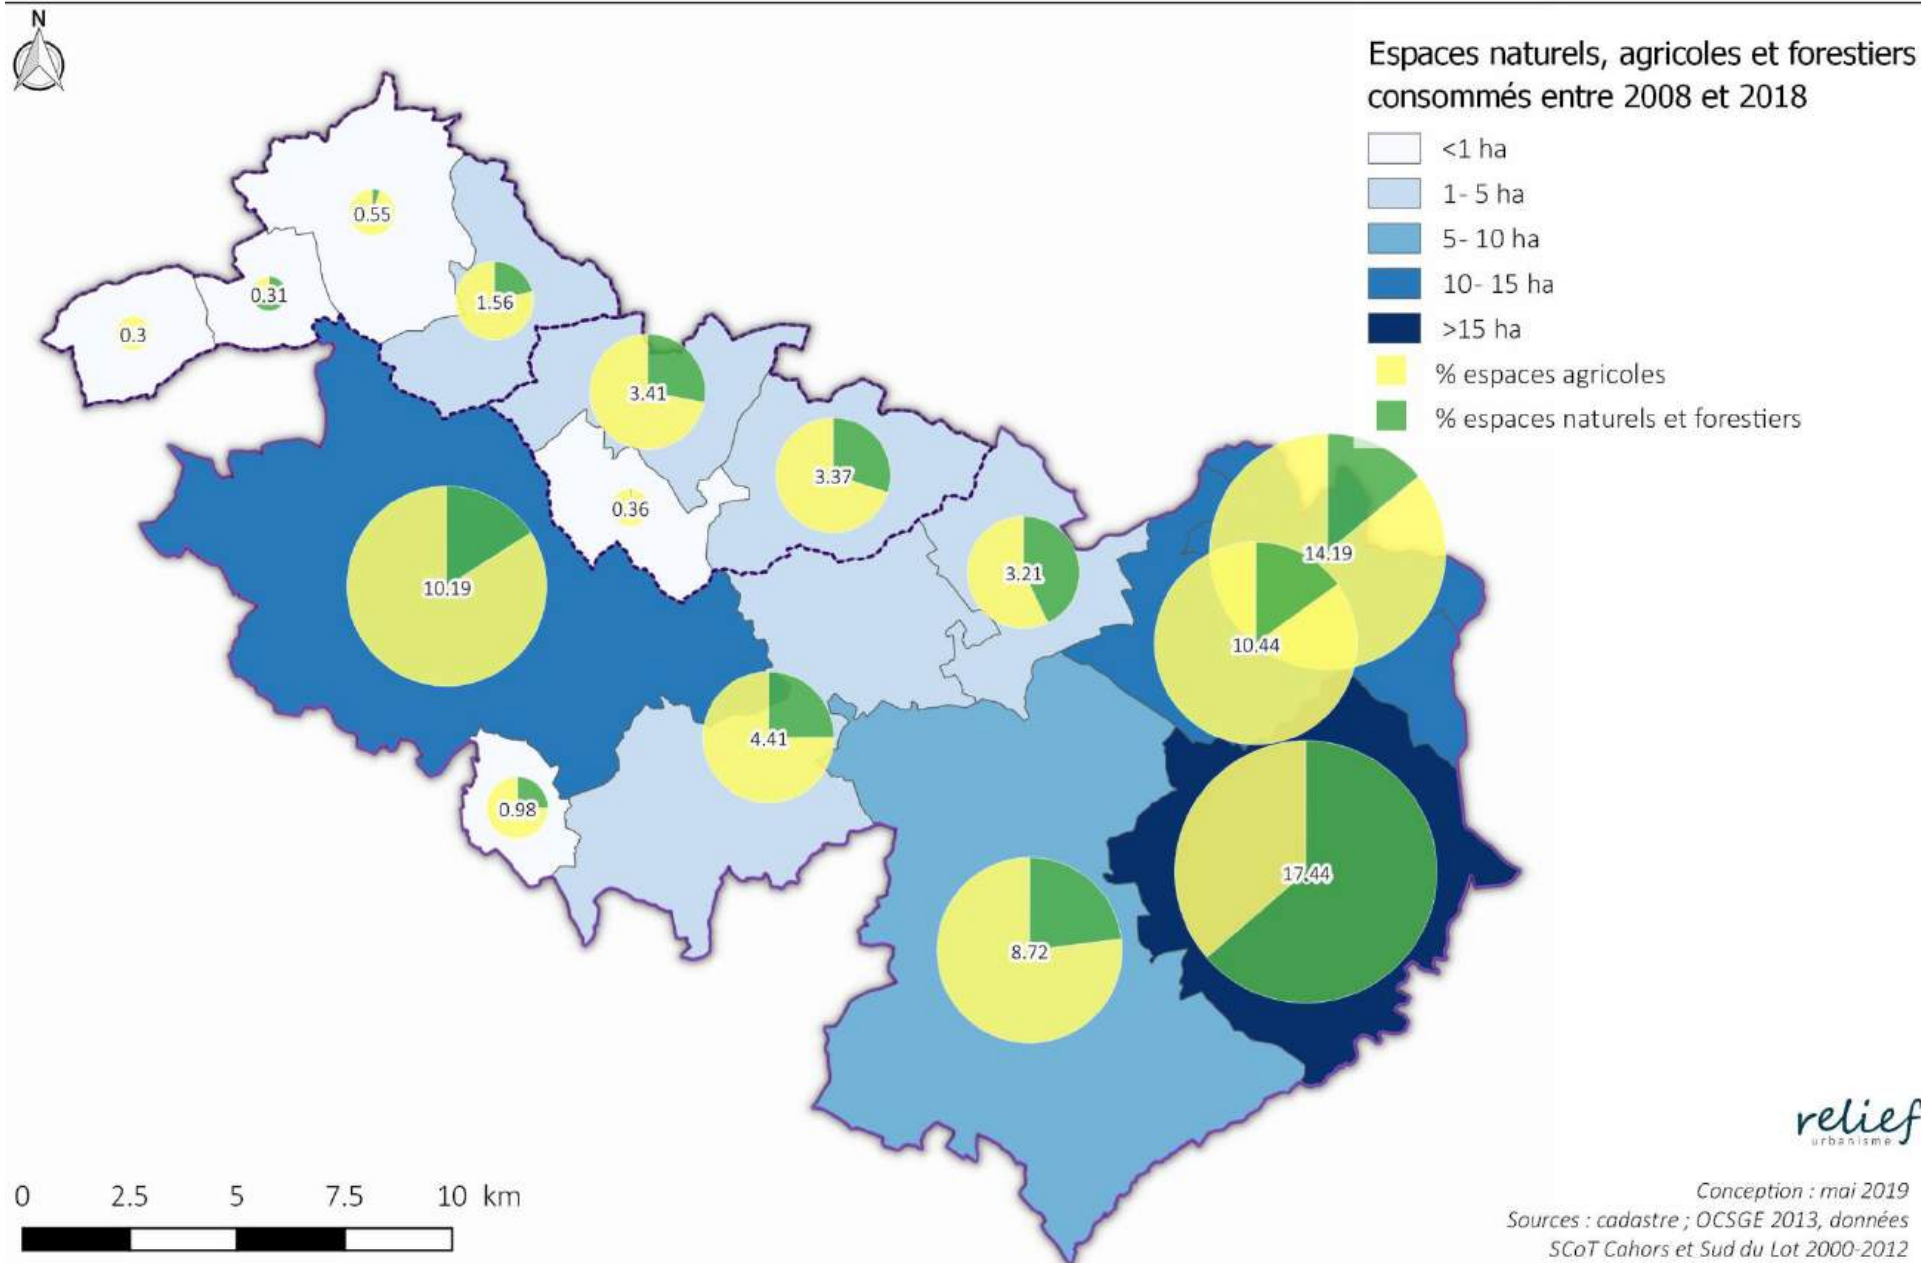 N
Espaces naturels, agricoles et forestiers
consommés entre 2008 et 2018
<1 ha
1- 5 ha
5- 10 ha
10- 15 ha
>15 ha
% espaces agricoles
% espaces naturels et forestiers
0.55
0.31
1.56
0.3
3.41
3.37
0.36
14.19
3.21
10.19
10.44
4.41
0.98
17.44
8.72
relief
urbanisme
0 2.5 5 7.5 10 km
Conception : mai 2019
Sources : cadastre ; OCSGE 2013, données
SCoT Cahors et Sud du Lot 2000-2012